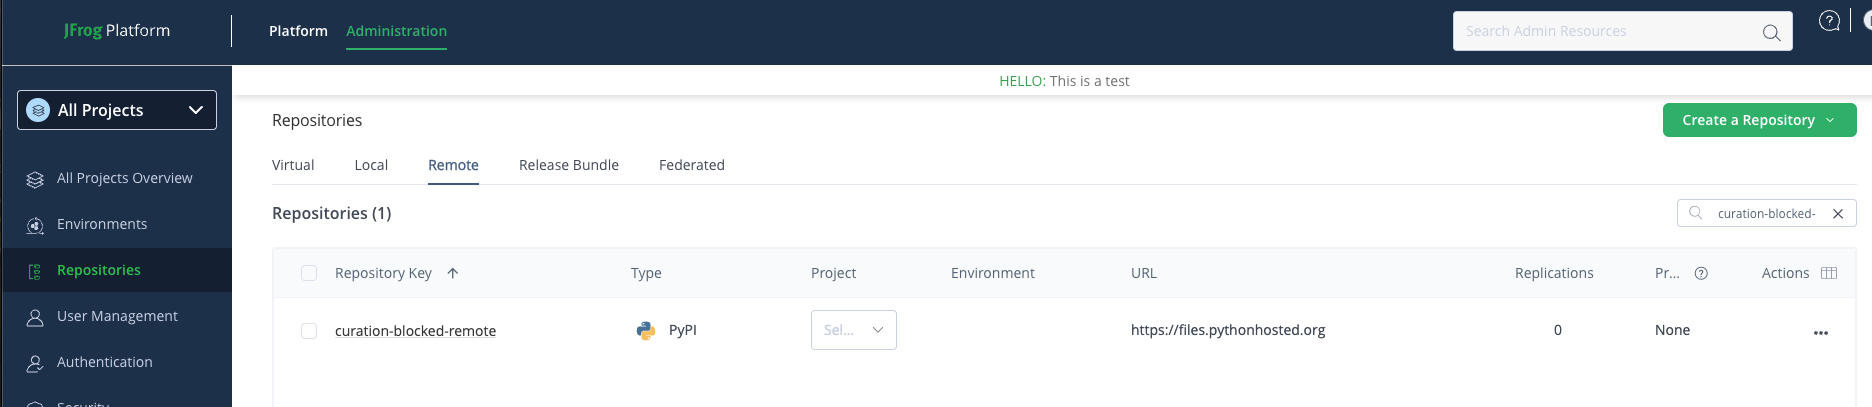 JFrog Platform
Platform Administration
Search Admin Resources
HELLO: This is a test
All Projects
Repositories
Create a Repository
Virtual Local Remote Release Bundle Federated
All Projects Overview
Environments
Repositories
User Management
Authentication
Security
Repositories (1)
curation-blocked-
Repository Key Type Project Environment URL Replications Pr... Actions
curation-blocked-remote PyPI Sel... https://files.pythonhosted.org 0 None